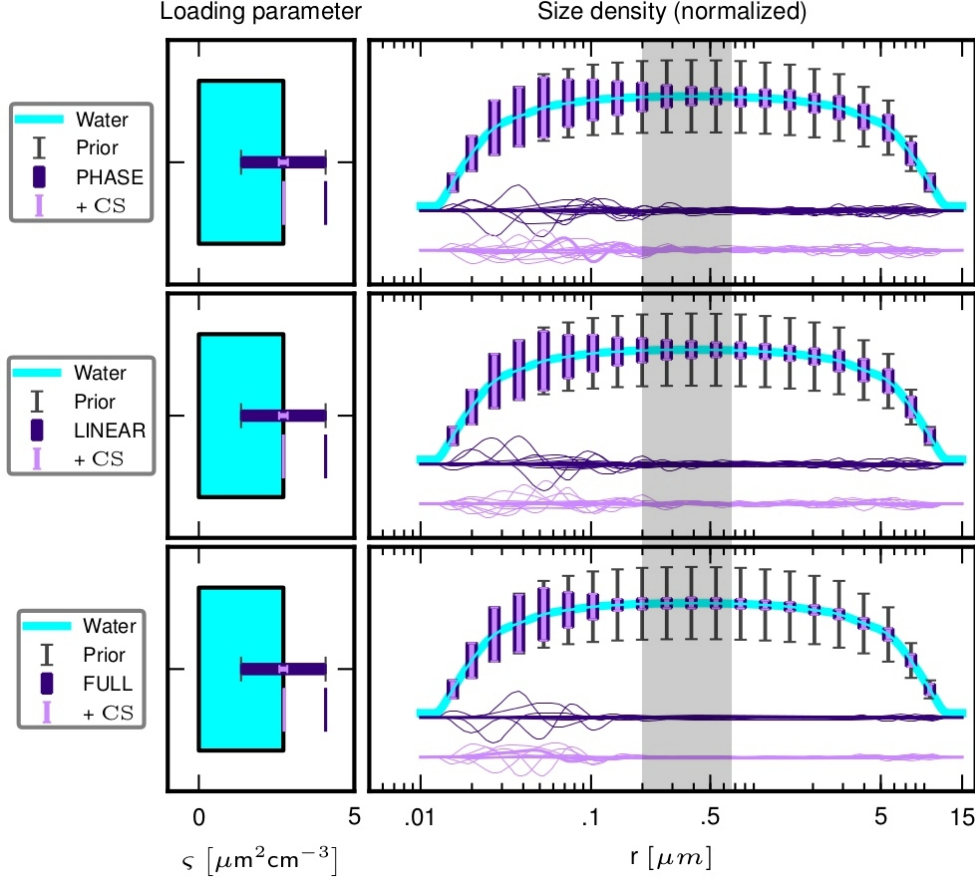 Loading parameter
Size density (normalized)
Water
Prior
PHASE
+ CS
Water
Prior
LINEAR
+ CS
Water
Prior
FULL
+ CS
0 5 .01 .1 .5 5 15
ς [μm²cm⁻³]
r [μm]